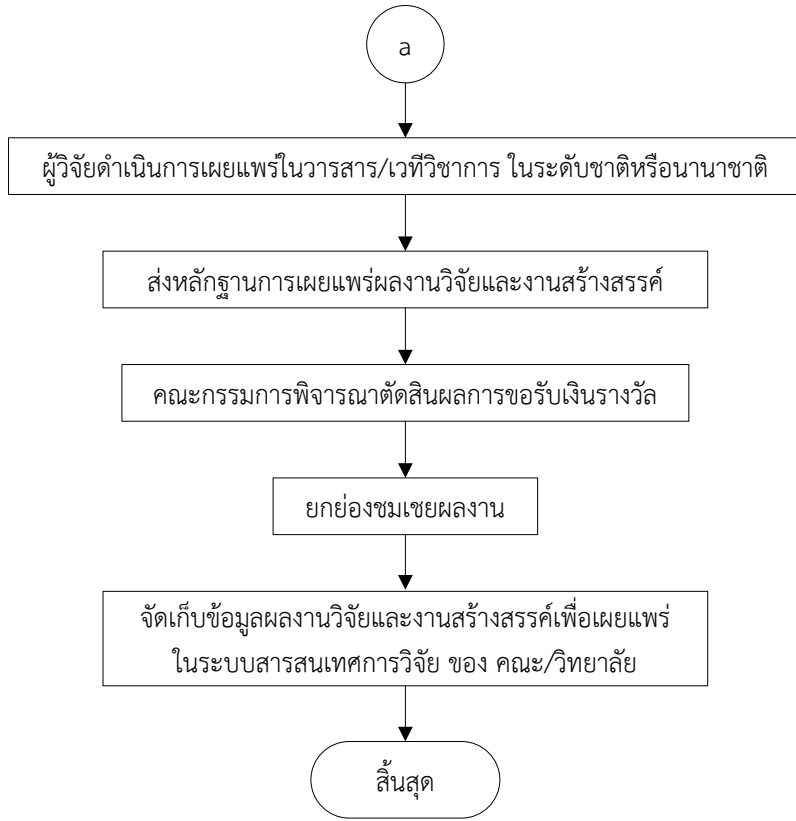 a
ผู้วิจัยดำเนินการเผยแพร่ในวารสาร/เวทีวิชาการ ในระดับชาติหรือนานาชาติ
ส่งหลักฐานการเผยแพร่ผลงานวิจัยและงานสร้างสรรค์
คณะกรรมการพิจารณาตัดสินผลการขอรับเงินรางวัล
ยกย่องชมเชยผลงาน
จัดเก็บข้อมูลผลงานวิจัยและงานสร้างสรรค์เพื่อเผยแพร่
ในระบบสารสนเทศการวิจัย ของ คณะ/วิทยาลัย
สิ้นสุด